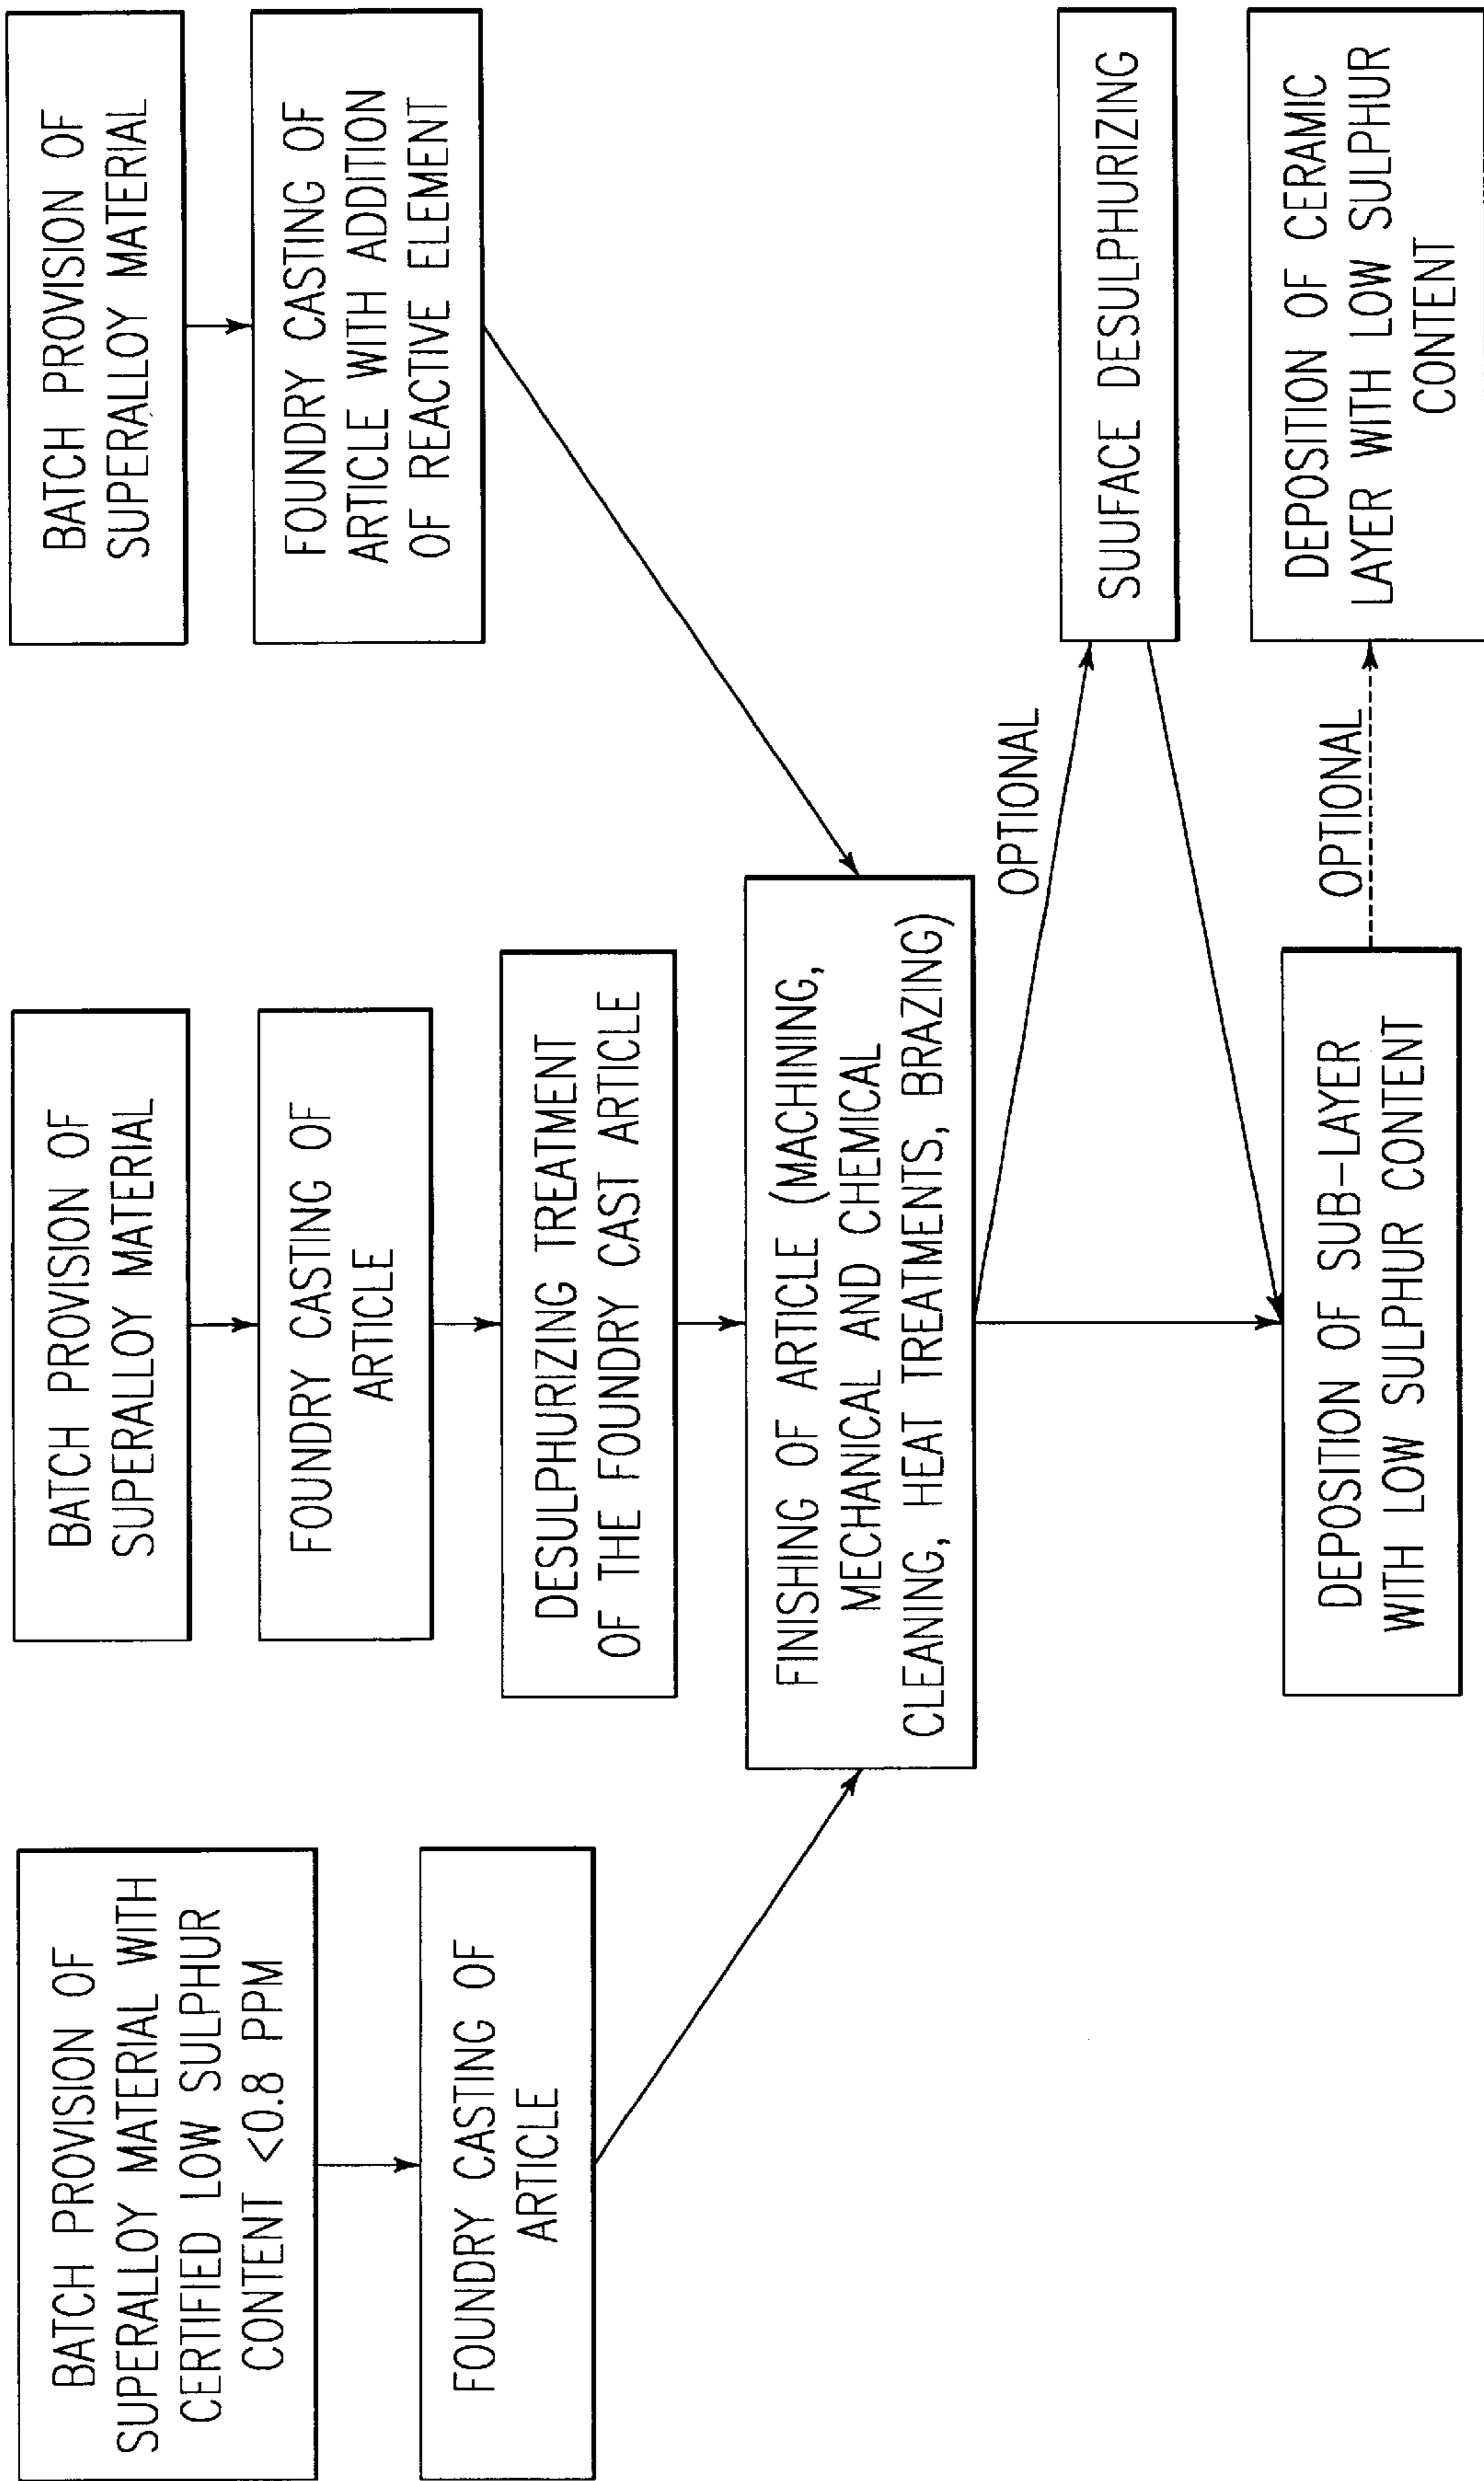 BATCH PROVISION OF
SUPERALLOY MATERIAL WITH
CERTIFIED LOW SULPHUR
CONTENT <0.8 PPM
FOUNDRY CASTING OF
ARTICLE
BATCH PROVISION OF
SUPERALLOY MATERIAL
FOUNDRY CASTING OF
ARTICLE
DESULPHURIZING TREATMENT
OF THE FOUNDRY CAST ARTICLE
BATCH PROVISION OF
SUPERALLOY MATERIAL
FOUNDRY CASTING OF
ARTICLE WITH ADDITION
OF REACTIVE ELEMENT
FINISHING OF ARTICLE (MACHINING,
MECHANICAL AND CHEMICAL
CLEANING, HEAT TREATMENTS, BRAZING)
OPTIONAL
SUUFACE DESULPHURIZING
DEPOSITION OF SUB-LAYER
WITH LOW SULPHUR CONTENT
OPTIONAL
DEPOSITION OF CERAMIC
LAYER WITH LOW SULPHUR
CONTENT